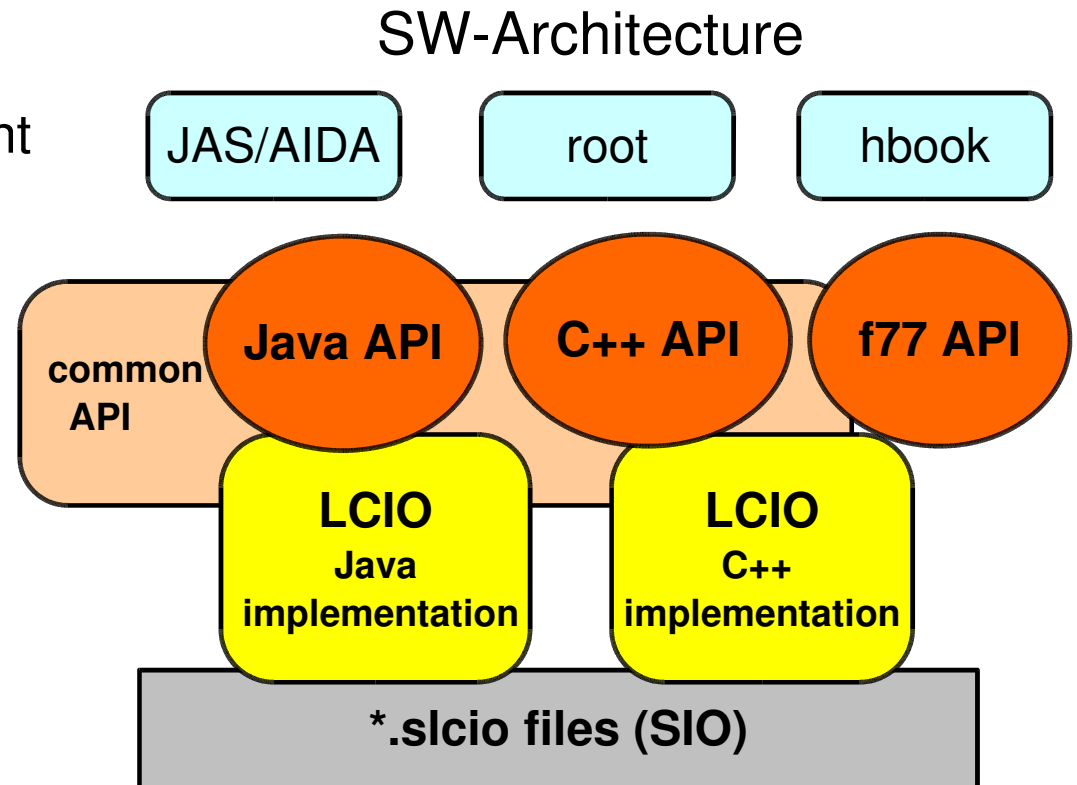 SW-Architecture
nt
JAS/AIDA
root
hbook
Java API
C++ API
f77 API
common
API
LCIO
Java
implementation
LCIO
C++
implementation
*.slcio files (SIO)